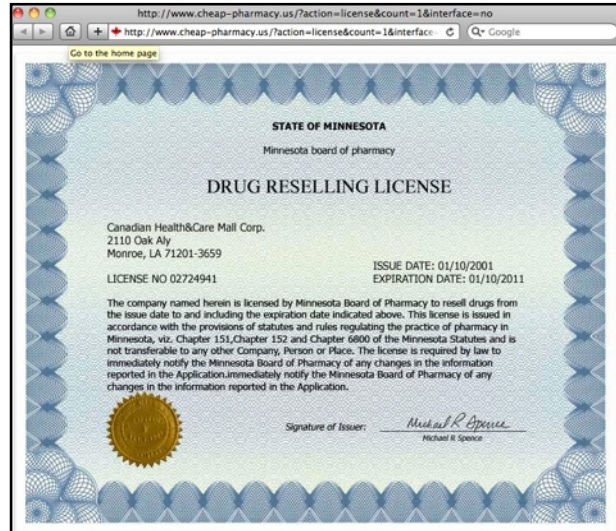 http://www.cheap-pharmacy.us/?action=license&count=1&interface=no
http://www.cheap-pharmacy.us/?action=license&count=1&interface
Google
Go to the home page
STATE OF MINNESOTA
Minnesota board of pharmacy
DRUG RESELLING LICENSE
Canadian Health&Care Mall Corp.
2110 Oak Aly
Monroe, LA 71201-3659
ISSUE DATE: 01/10/2001
LICENSE NO 02724941
EXPIRATION DATE: 01/10/2011
The company named herein is licensed by Minnesota Board of Pharmacy to resell drugs from
the issue date to and including the expiration date indicated above. This license is issued in
accordance with the provisions of statutes and rules regulating the practice of pharmacy in
Minnesota, viz. Chapter 151,Chapter 152 and Chapter 6800 of the Minnesota Statutes and is
not transferable to any other Company, Person or Place. The license is required by law to
immediately notify the Minnesota Board of Pharmacy of any changes in the information
reported in the Application.immediately notify the Minnesota Board of Pharmacy of any
changes in the information reported in the Application.
Signature of Issuer:
Michael R Spence
Michael R Spence